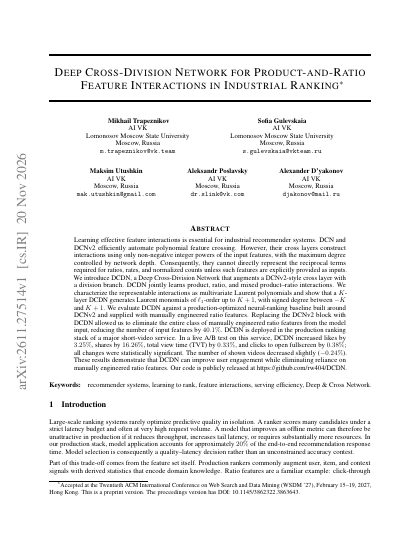 DEEP CROSS-DIVISION NETWORK FOR PRODUCT-AND-RATIO
FEATURE INTERACTIONS IN INDUSTRIAL RANKING*
Mikhail Trapeznikov
AI VK
Lomonosov Moscow State University
Moscow, Russia
m.trapeznikov@vk.team
Sofia Gulevskaia
AI VK
Lomonosov Moscow State University
Moscow, Russia
s.gulevskaia@vkteam.ru
Maksim Utushkin
AI VK
Moscow, Russia
mak.utushkin@gmail.com
Aleksandr Poslavsky
AI VK
Moscow, Russia
dr.slink@vk.com
Alexander D'yakonov
AI VK
Moscow, Russia
djakonov@mail.ru
ABSTRACT
Learning effective feature interactions is essential for industrial recommender systems. DCN and
DCNv2 efficiently automate polynomial feature crossing. However, their cross layers construct
interactions using only non-negative integer powers of the input features, with the maximum degree
controlled by network depth. Consequently, they cannot directly represent the reciprocal terms
required for ratios, rates, and normalized counts unless such features are explicitly provided as inputs.
We introduce DCDN, a Deep Cross-Division Network that augments a DCNv2-style cross layer with
a division branch. DCDN jointly learns product, ratio, and mixed product–ratio interactions. We
characterize the representable interactions as multivariate Laurent polynomials and show that a K-
layer DCDN generates Laurent monomials of ℓ₁-order up to K + 1, with signed degree between −K
and K + 1. We evaluate DCDN against a production-optimized neural-ranking baseline built around
DCNv2 and supplied with manually engineered ratio features. Replacing the DCNv2 block with
DCDN allowed us to eliminate the entire class of manually engineered ratio features from the model
input, reducing the number of input features by 40.1%. DCDN is deployed in the production ranking
stack of a major short-video service. In a live A/B test on this service, DCDN increased likes by
3.25%, shares by 16.26%, total view time (TVT) by 0.33%, and clicks to open fullscreen by 0.38%;
all changes were statistically significant. The number of shown videos decreased slightly (−0.24%).
These results demonstrate that DCDN can improve user engagement while eliminating reliance on
manually engineered ratio features. Our code is publicly released at https://github.com/rw404/DCDN.
Keywords: recommender systems, learning to rank, feature interactions, serving efficiency, Deep & Cross Network
1 Introduction
Large-scale ranking systems rarely optimize predictive quality in isolation. A ranker scores many candidates under a
strict latency budget and often at very high request volume. A model that improves an offline metric can therefore be
unattractive in production if it reduces throughput, increases tail latency, or requires substantially more resources. In
our production stack, model application accounts for approximately 20% of the end-to-end recommendation response
time. Model selection is consequently a quality–latency decision rather than an unconstrained accuracy contest.
Part of this trade-off comes from the feature set itself. Production rankers commonly augment user, item, and context
signals with derived statistics that encode domain knowledge. Ratio features are a familiar example: click-through
*Accepted at the Twentieth ACM International Conference on Web Search and Data Mining (WSDM '27), February 15–19, 2027,
Hong Kong. This is a preprint version. The proceedings version has DOI: 10.1145/3862322.3863643.
arXiv:2611.27514v1 [cs.IR] 20 Nov 2026